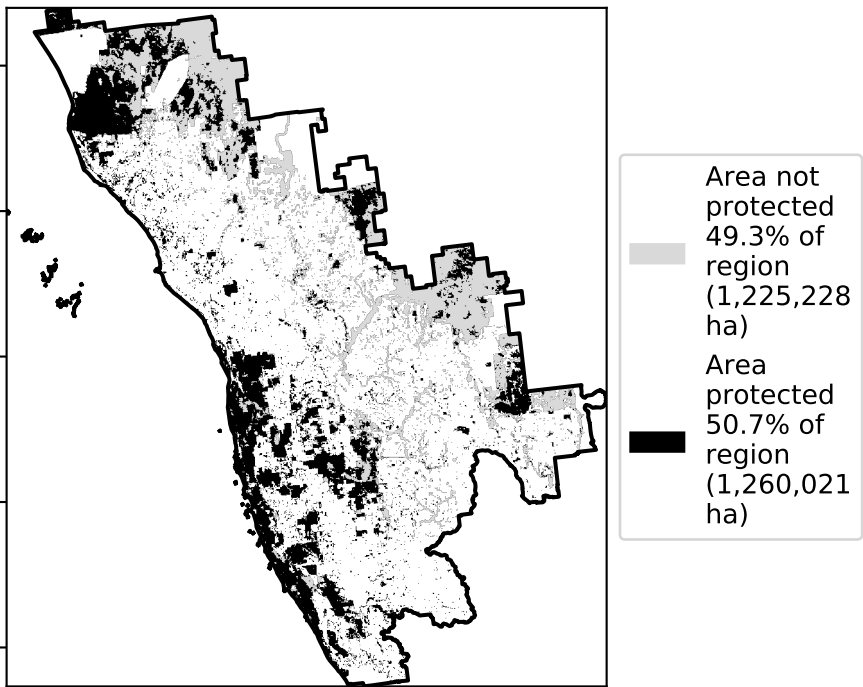 Area not
protected
49.3% of
region
(1,225,228
ha)
Area
protected
50.7% of
region
(1,260,021
ha)